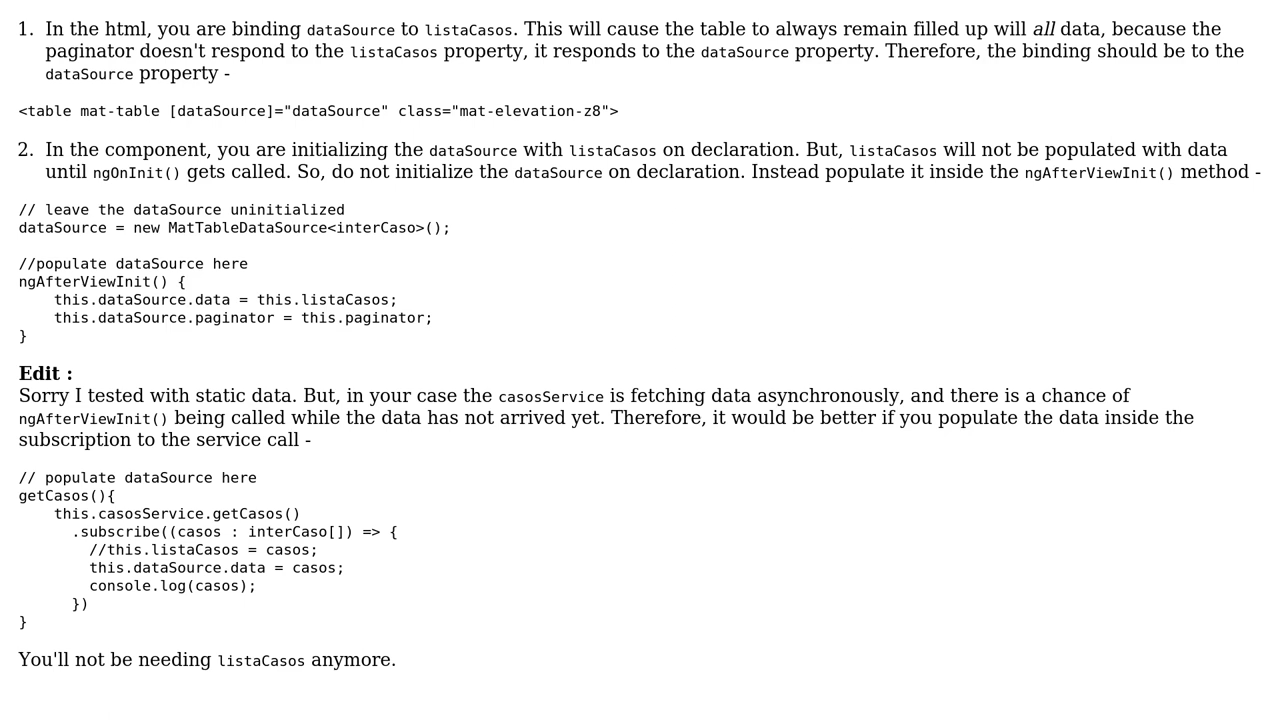 1. In the html, you are binding dataSource to listaCasos. This will cause the table to always remain filled up will all data, because the
paginator doesn't respond to the listaCasos property, it responds to the dataSource property. Therefore, the binding should be to the
dataSource property -
<table mat-table [dataSource]="dataSource" class="mat-elevation-z8">
2. In the component, you are initializing the dataSource with listaCasos on declaration. But, listaCasos will not be populated with data
until ngOnInit() gets called. So, do not initialize the dataSource on declaration. Instead populate it inside the ngAfterViewInit() method -
// leave the dataSource uninitialized
dataSource = new MatTableDataSource<interCaso>();
//populate dataSource here
ngAfterViewInit() {
    this.dataSource.data = this.listaCasos;
    this.dataSource.paginator = this.paginator;
}
Edit :
Sorry I tested with static data. But, in your case the casosService is fetching data asynchronously, and there is a chance of
ngAfterViewInit() being called while the data has not arrived yet. Therefore, it would be better if you populate the data inside the
subscription to the service call -
// populate dataSource here
getCasos(){
    this.casosService.getCasos()
      .subscribe((casos : interCaso[]) => {
        //this.listaCasos = casos;
        this.dataSource.data = casos;
        console.log(casos);
      })
}
You'll not be needing listaCasos anymore.